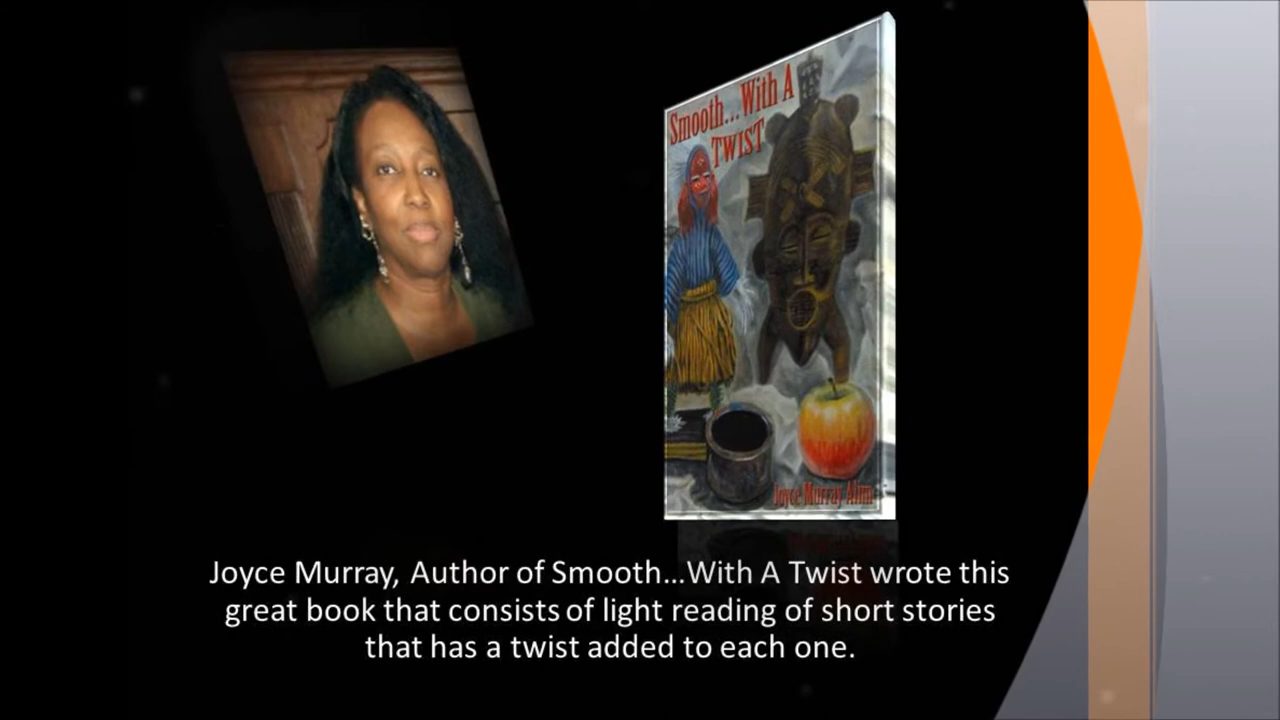 Smooth...With A
TWIST
Joyce Murray Alim
Joyce Murray, Author of Smooth...With A Twist wrote this
great book that consists of light reading of short stories
that has a twist added to each one.